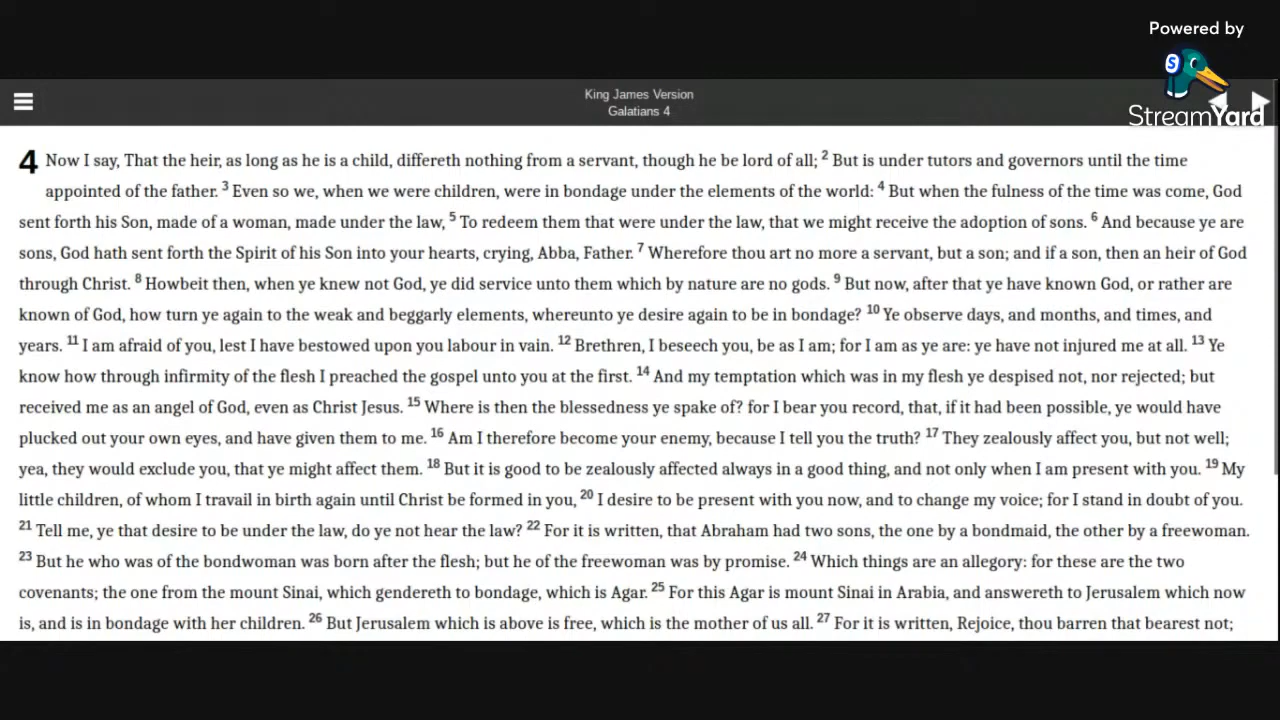 Powered by
StreamYard
King James Version
Galatians 4
4 Now I say, That the heir, as long as he is a child, differeth nothing from a servant, though he be lord of all; 2 But is under tutors and governors until the time
appointed of the father. 3 Even so we, when we were children, were in bondage under the elements of the world: 4 But when the fulness of the time was come, God
sent forth his Son, made of a woman, made under the law, 5 To redeem them that were under the law, that we might receive the adoption of sons. 6 And because ye are
sons, God hath sent forth the Spirit of his Son into your hearts, crying, Abba, Father. 7 Wherefore thou art no more a servant, but a son; and if a son, then an heir of God
through Christ. 8 Howbeit then, when ye knew not God, ye did service unto them which by nature are no gods. 9 But now, after that ye have known God, or rather are
known of God, how turn ye again to the weak and beggarly elements, whereunto ye desire again to be in bondage? 10 Ye observe days, and months, and times, and
years. 11 I am afraid of you, lest I have bestowed upon you labour in vain. 12 Brethren, I beseech you, be as I am; for I am as ye are: ye have not injured me at all. 13 Ye
know how through infirmity of the flesh I preached the gospel unto you at the first. 14 And my temptation which was in my flesh ye despised not, nor rejected; but
received me as an angel of God, even as Christ Jesus. 15 Where is then the blessedness ye spake of? for I bear you record, that, if it had been possible, ye would have
plucked out your own eyes, and have given them to me. 16 Am I therefore become your enemy, because I tell you the truth? 17 They zealously affect you, but not well;
yea, they would exclude you, that ye might affect them. 18 But it is good to be zealously affected always in a good thing, and not only when I am present with you. 19 My
little children, of whom I travail in birth again until Christ be formed in you, 20 I desire to be present with you now, and to change my voice; for I stand in doubt of you.
21 Tell me, ye that desire to be under the law, do ye not hear the law? 22 For it is written, that Abraham had two sons, the one by a bondmaid, the other by a freewoman.
23 But he who was of the bondwoman was born after the flesh; but he of the freewoman was by promise. 24 Which things are an allegory: for these are the two
covenants; the one from the mount Sinai, which gendereth to bondage, which is Agar. 25 For this Agar is mount Sinai in Arabia, and answereth to Jerusalem which now
is, and is in bondage with her children. 26 But Jerusalem which is above is free, which is the mother of us all. 27 For it is written, Rejoice, thou barren that bearest not;